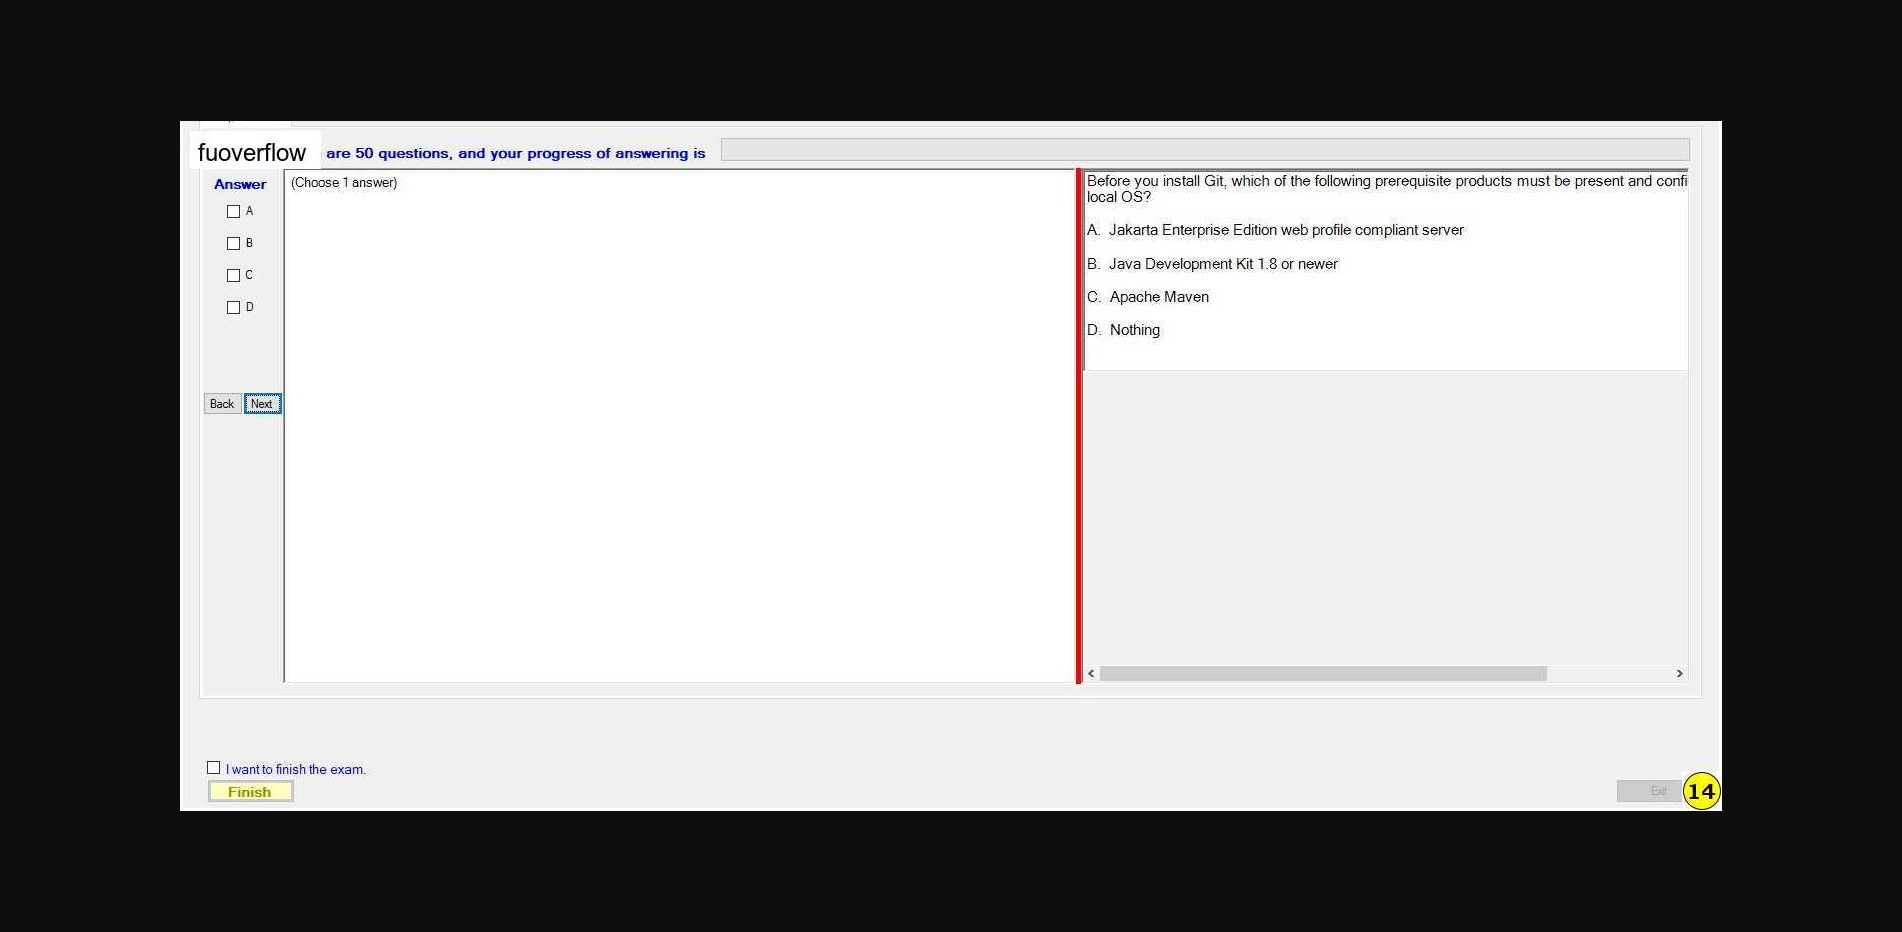 fuoverflow are 50 questions, and your progress of answering is
Answer
(Choose 1 answer)
A
B
C
D
Back Next
Before you install Git, which of the following prerequisite products must be present and confi
local OS?
A. Jakarta Enterprise Edition web profile compliant server
B. Java Development Kit 1.8 or newer
C. Apache Maven
D. Nothing
I want to finish the exam.
Finish
Exit
14